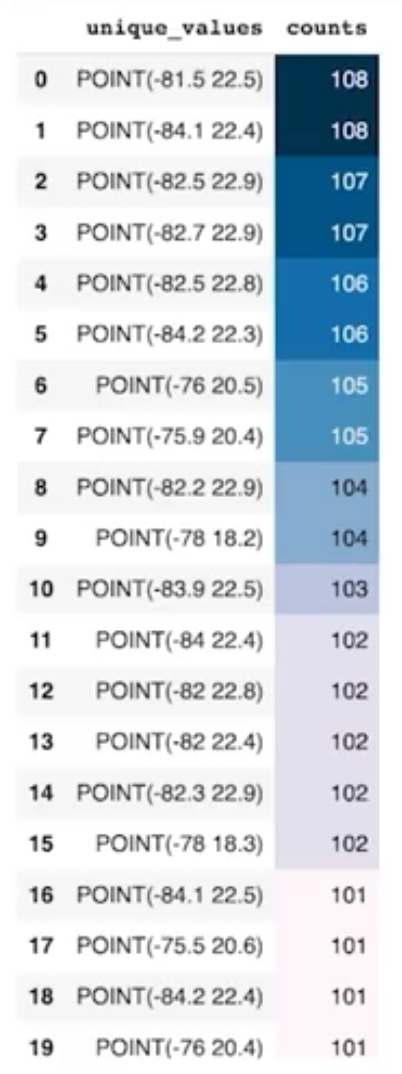 unique_values counts
0 POINT(-81.5 22.5) 108
1 POINT(-84.1 22.4) 108
2 POINT(-82.5 22.9) 107
3 POINT(-82.7 22.9) 107
4 POINT(-82.5 22.8) 106
5 POINT(-84.2 22.3) 106
6 POINT(-76 20.5) 105
7 POINT(-75.9 20.4) 105
8 POINT(-82.2 22.9) 104
9 POINT(-78 18.2) 104
10 POINT(-83.9 22.5) 103
11 POINT(-84 22.4) 102
12 POINT(-82 22.8) 102
13 POINT(-82 22.4) 102
14 POINT(-82.3 22.9) 102
15 POINT(-78 18.3) 102
16 POINT(-84.1 22.5) 101
17 POINT(-75.5 20.6) 101
18 POINT(-84.2 22.4) 101
19 POINT(-76 20.4) 101